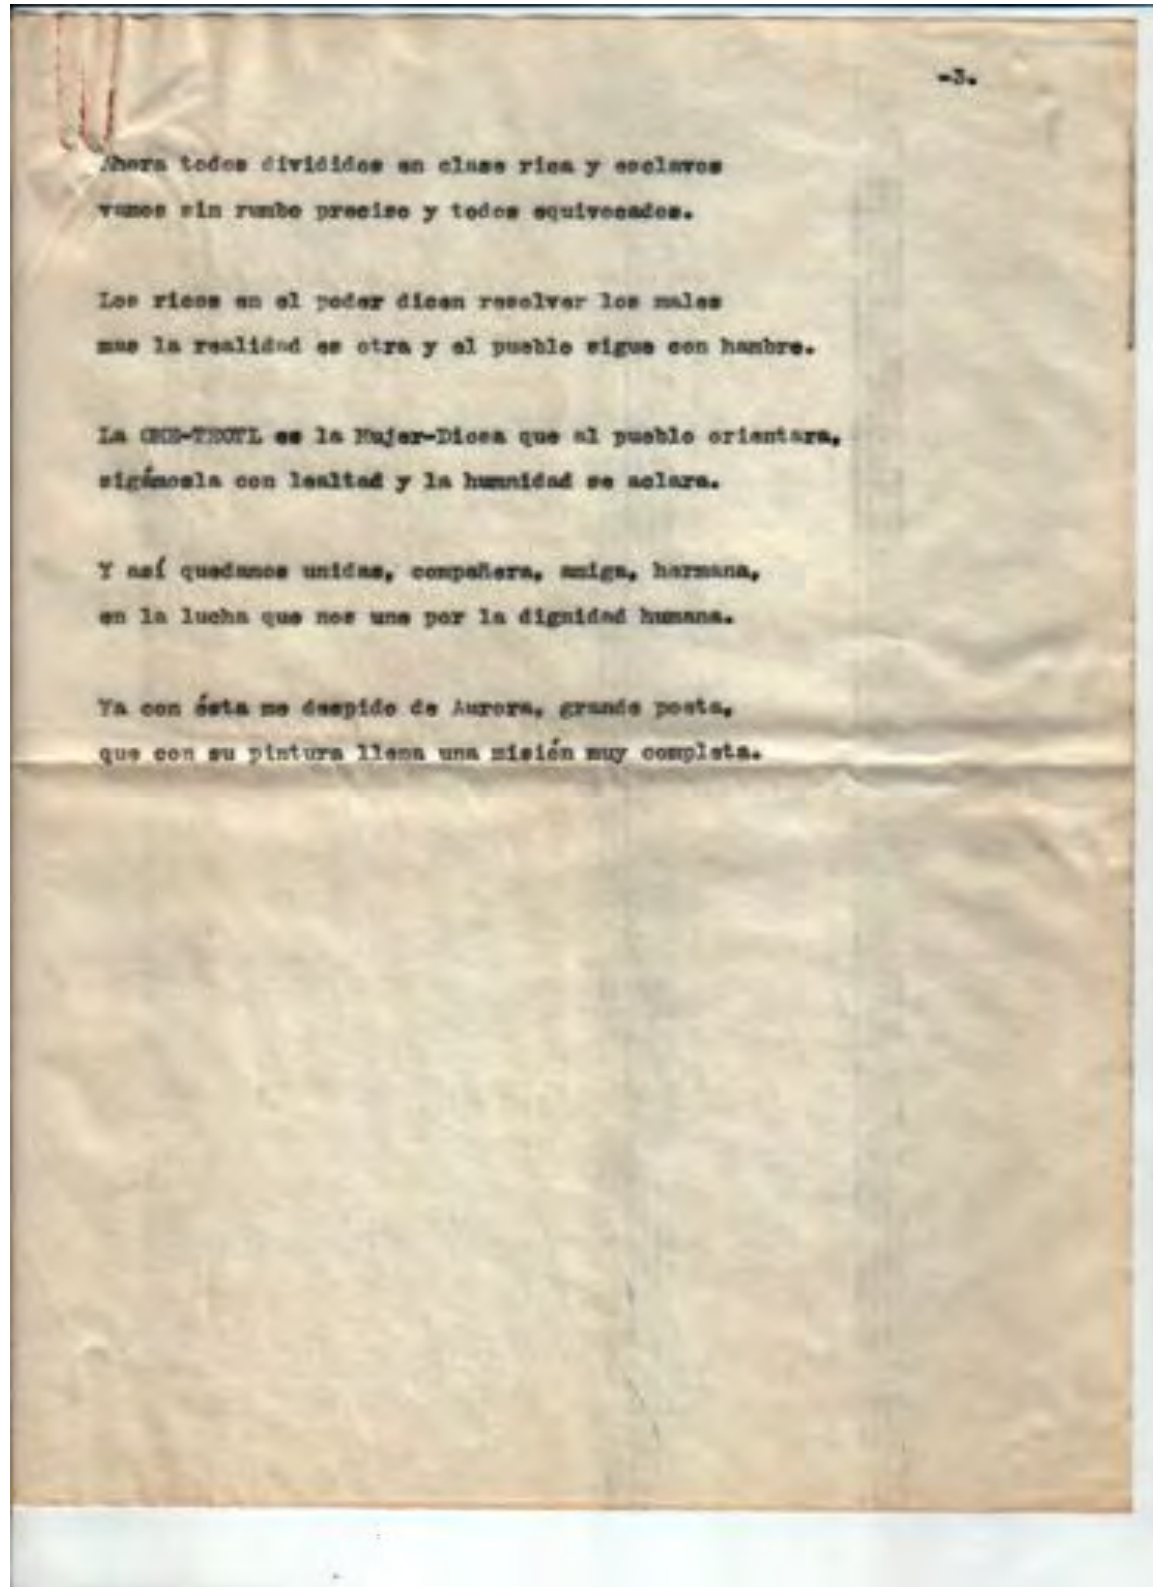 -3.
Ahora todos divididos en clase rica y esclavos
vamos sin rumbo preciso y todos equivocados.
Los ricos en el poder dicen resolver los males
mas la realidad es otra y el pueblo sigue con hambre.
La OME-TEOTL es la Mujer-Diosa que al pueblo orientara,
sigámosla con lealtad y la humnidad se aclara.
Y así quedamos unidas, compañera, amiga, hermana,
en la lucha que nos une por la dignidad humana.
Ya con ésta me despido de Aurora, grande poeta,
que con su pintura llena una misión muy completa.